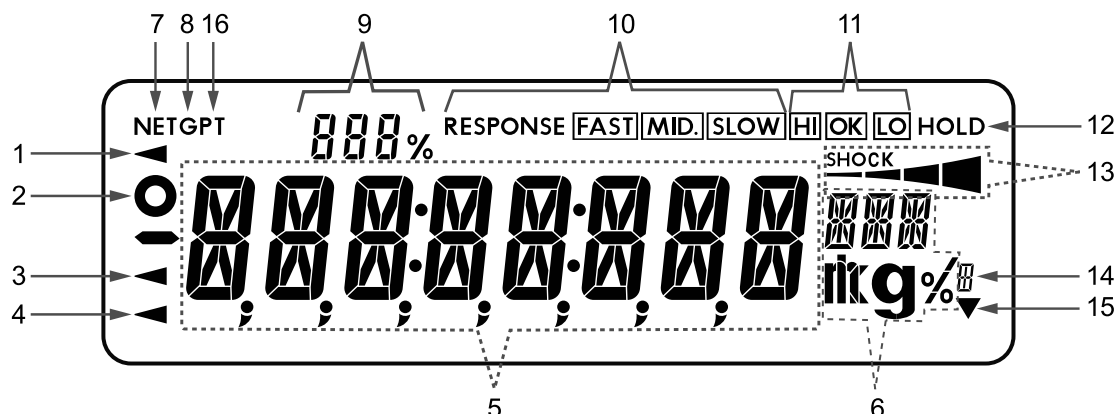 7 8 16 9 10 11
NETGPT 888% RESPONSE FAST MID. SLOW HI OK LO HOLD 12
1 SHOCK 13
2
3 kg% 14
4 15
5 6